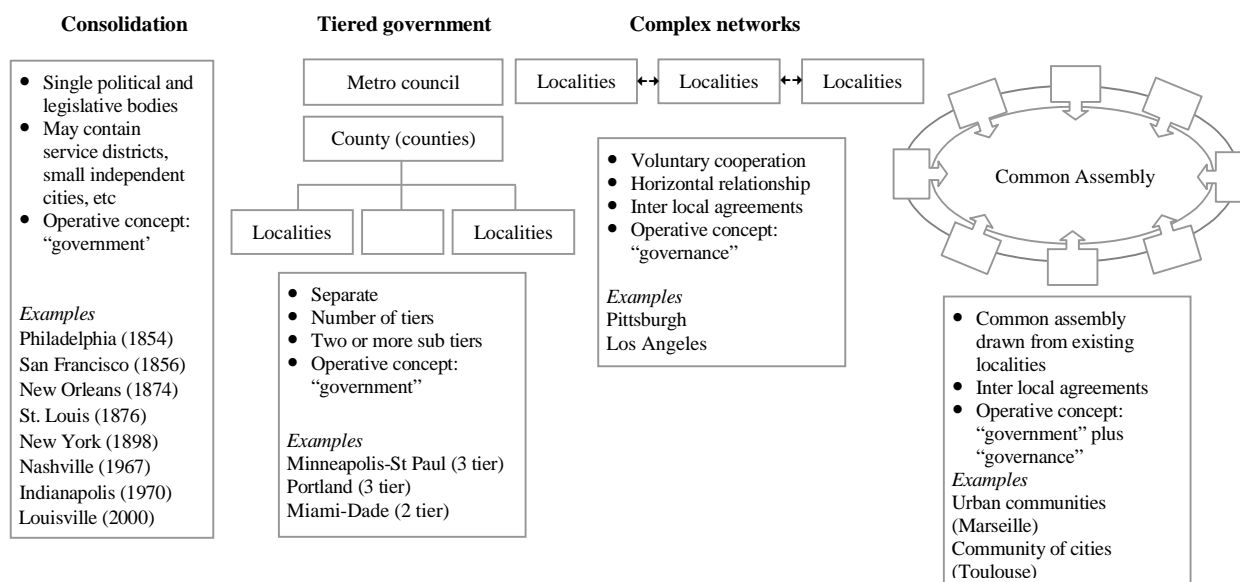 Consolidation
● Single political and
legislative bodies
● May contain
service districts,
small independent
cities, etc
● Operative concept:
“government’
Examples
Philadelphia (1854)
San Francisco (1856)
New Orleans (1874)
St. Louis (1876)
New York (1898)
Nashville (1967)
Indianapolis (1970)
Louisville (2000)
Tiered government
Metro council
County (counties)
Localities
Localities
● Separate
● Number of tiers
● Two or more sub tiers
● Operative concept:
“government”
Examples
Minneapolis-St Paul (3 tier)
Portland (3 tier)
Miami-Dade (2 tier)
Complex networks
Localities
Localities
Localities
● Voluntary cooperation
● Horizontal relationship
● Inter local agreements
● Operative concept:
“governance”
Examples
Pittsburgh
Los Angeles
Common Assembly
● Common assembly
drawn from existing
localities
● Inter local agreements
● Operative concept:
“government” plus
“governance”
Examples
Urban communities
(Marseille)
Community of cities
(Toulouse)